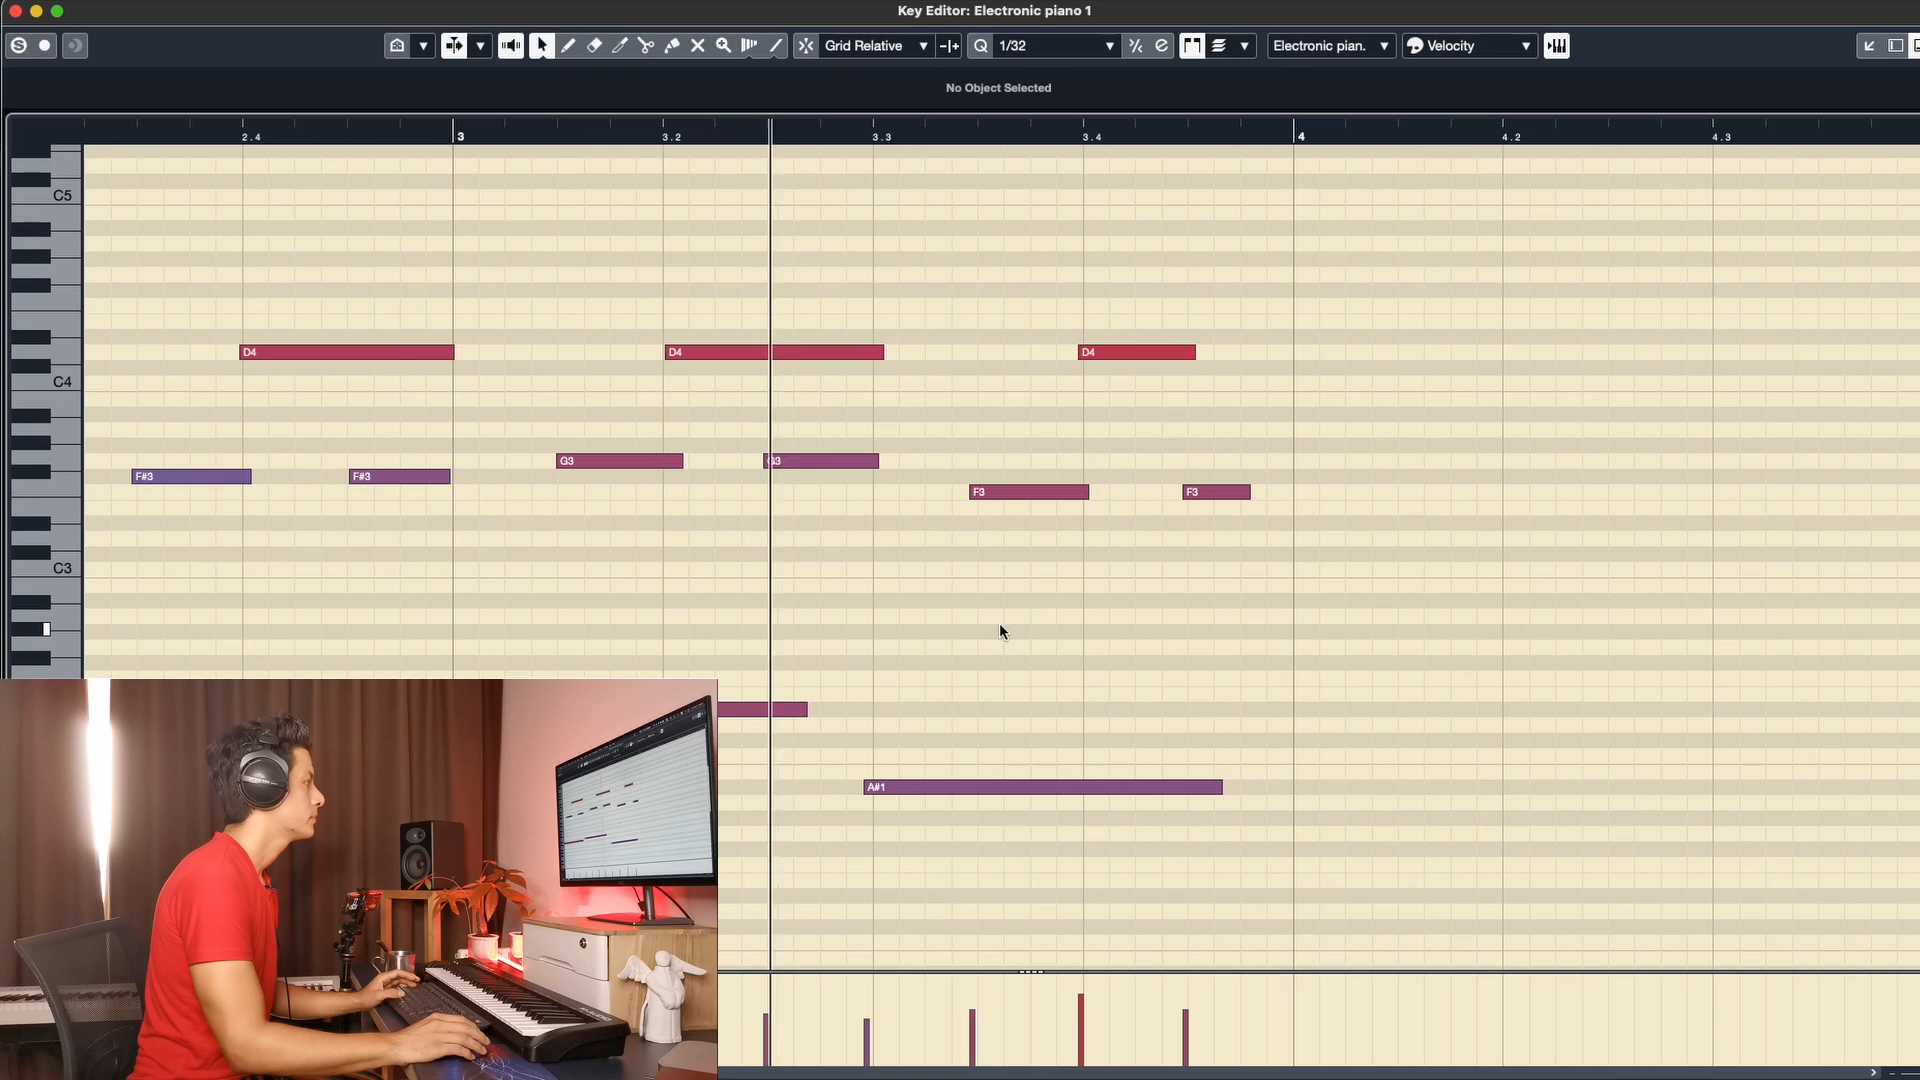 Key Editor: Electronic piano 1
Grid Relative
1/32
Electronic pian.
Velocity
No Object Selected
2.4
3
3.2
3.3
3.4
4
4.2
4.3
C5
D4
D4
D4
C4
G3
G3
F#3
F#3
F3
F3
C3
A#1